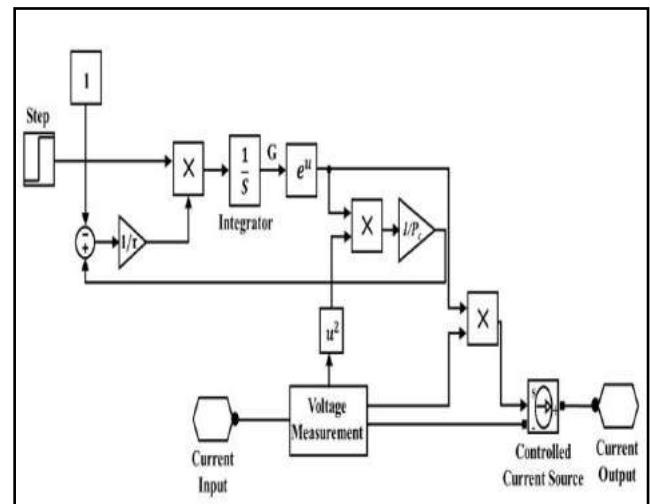 1
Step
×
1
S
G
e^u
Integrator
-
+
1/τ
×
1/P_c
u²
×
Voltage
Measurement
Current
Input
Controlled
Current Source
Current
Output